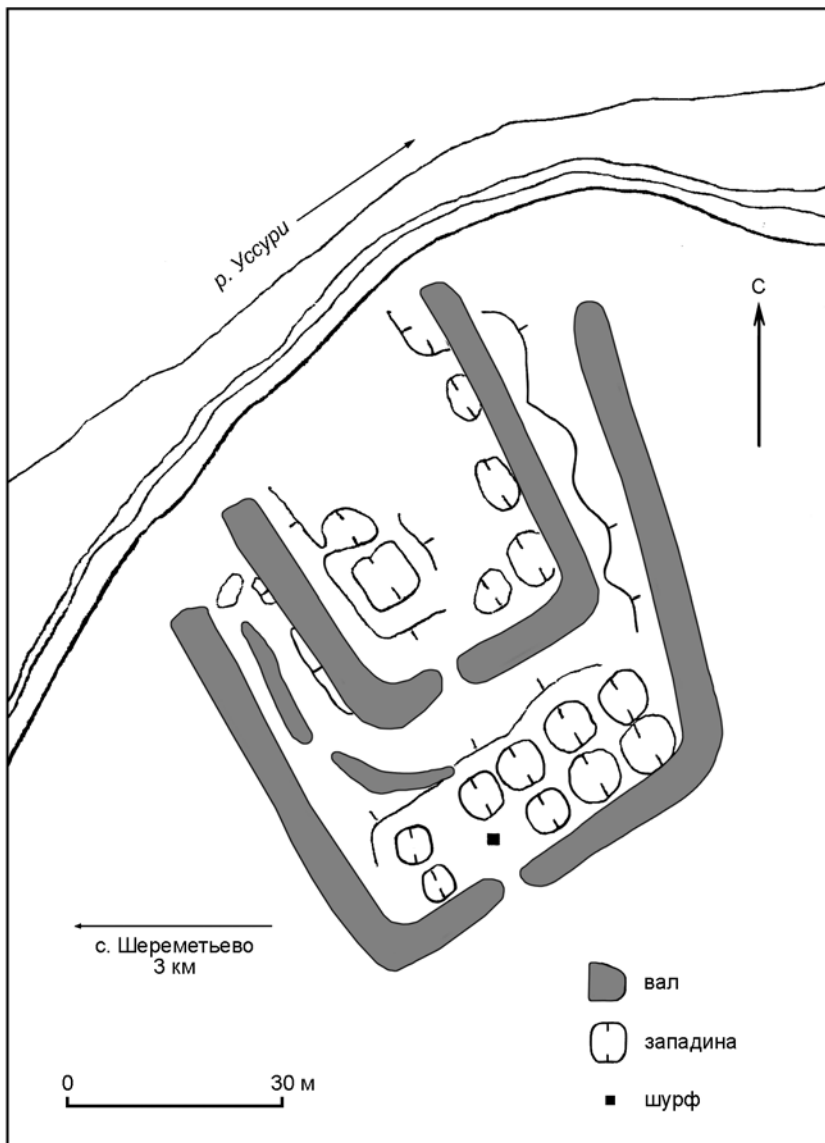 р. Уссури
С
с. Шереметьево
3 км
вал
западина
шурф
0 30 м